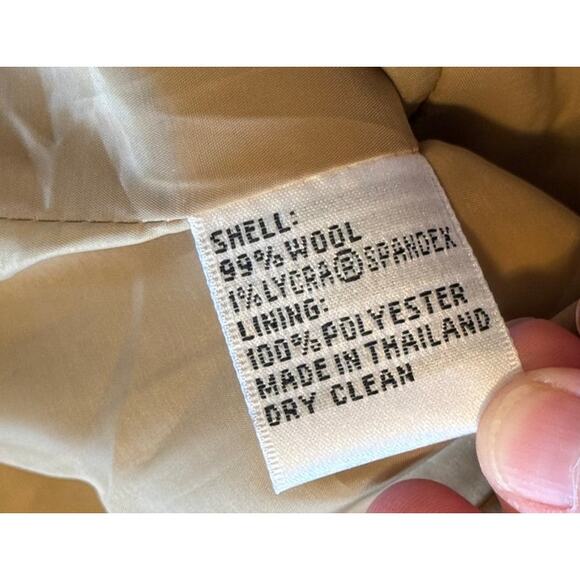 SHELL:
99% WOOL
1% LYCRA® SPANDEX
LINING:
100% POLYESTER
MADE IN THAILAND
DRY CLEAN